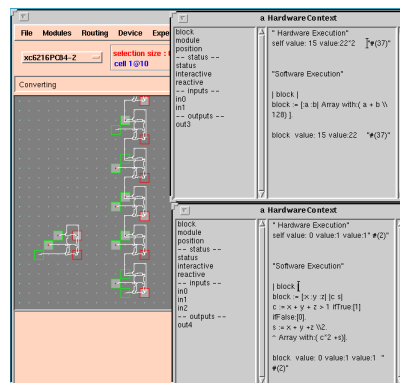 File Modules Routing Device Expe
xc6216PC84-2
selection size :
cell 1@10
Converting
a HardwareContext
block
module
position
-- status --
status
interactive
reactive
-- inputs --
in0
in1
-- outputs --
out3
" Hardware Execution"
self value: 15 value:22"2 "#(37)"
"Software Execution"
| block |
block := [:a :b| Array with:( a + b \\
128) ].
block value: 15 value:22 "#(37)"
a HardwareContext
block
module
position
-- status --
status
interactive
reactive
-- inputs --
in0
in1
in2
-- outputs --
out4
" Hardware Execution"
self value: 0 value:1 value:1" #(2)"
"Software Execution"
| block |
block := [:x :y :z| |c s|
c := x + y + z > 1 ifTrue:[1]
ifFalse:[0].
s := x + y +z \\2.
^ Array with:( c*2 +s)].
block value: 0 value:1 value:1 "
#(2)"